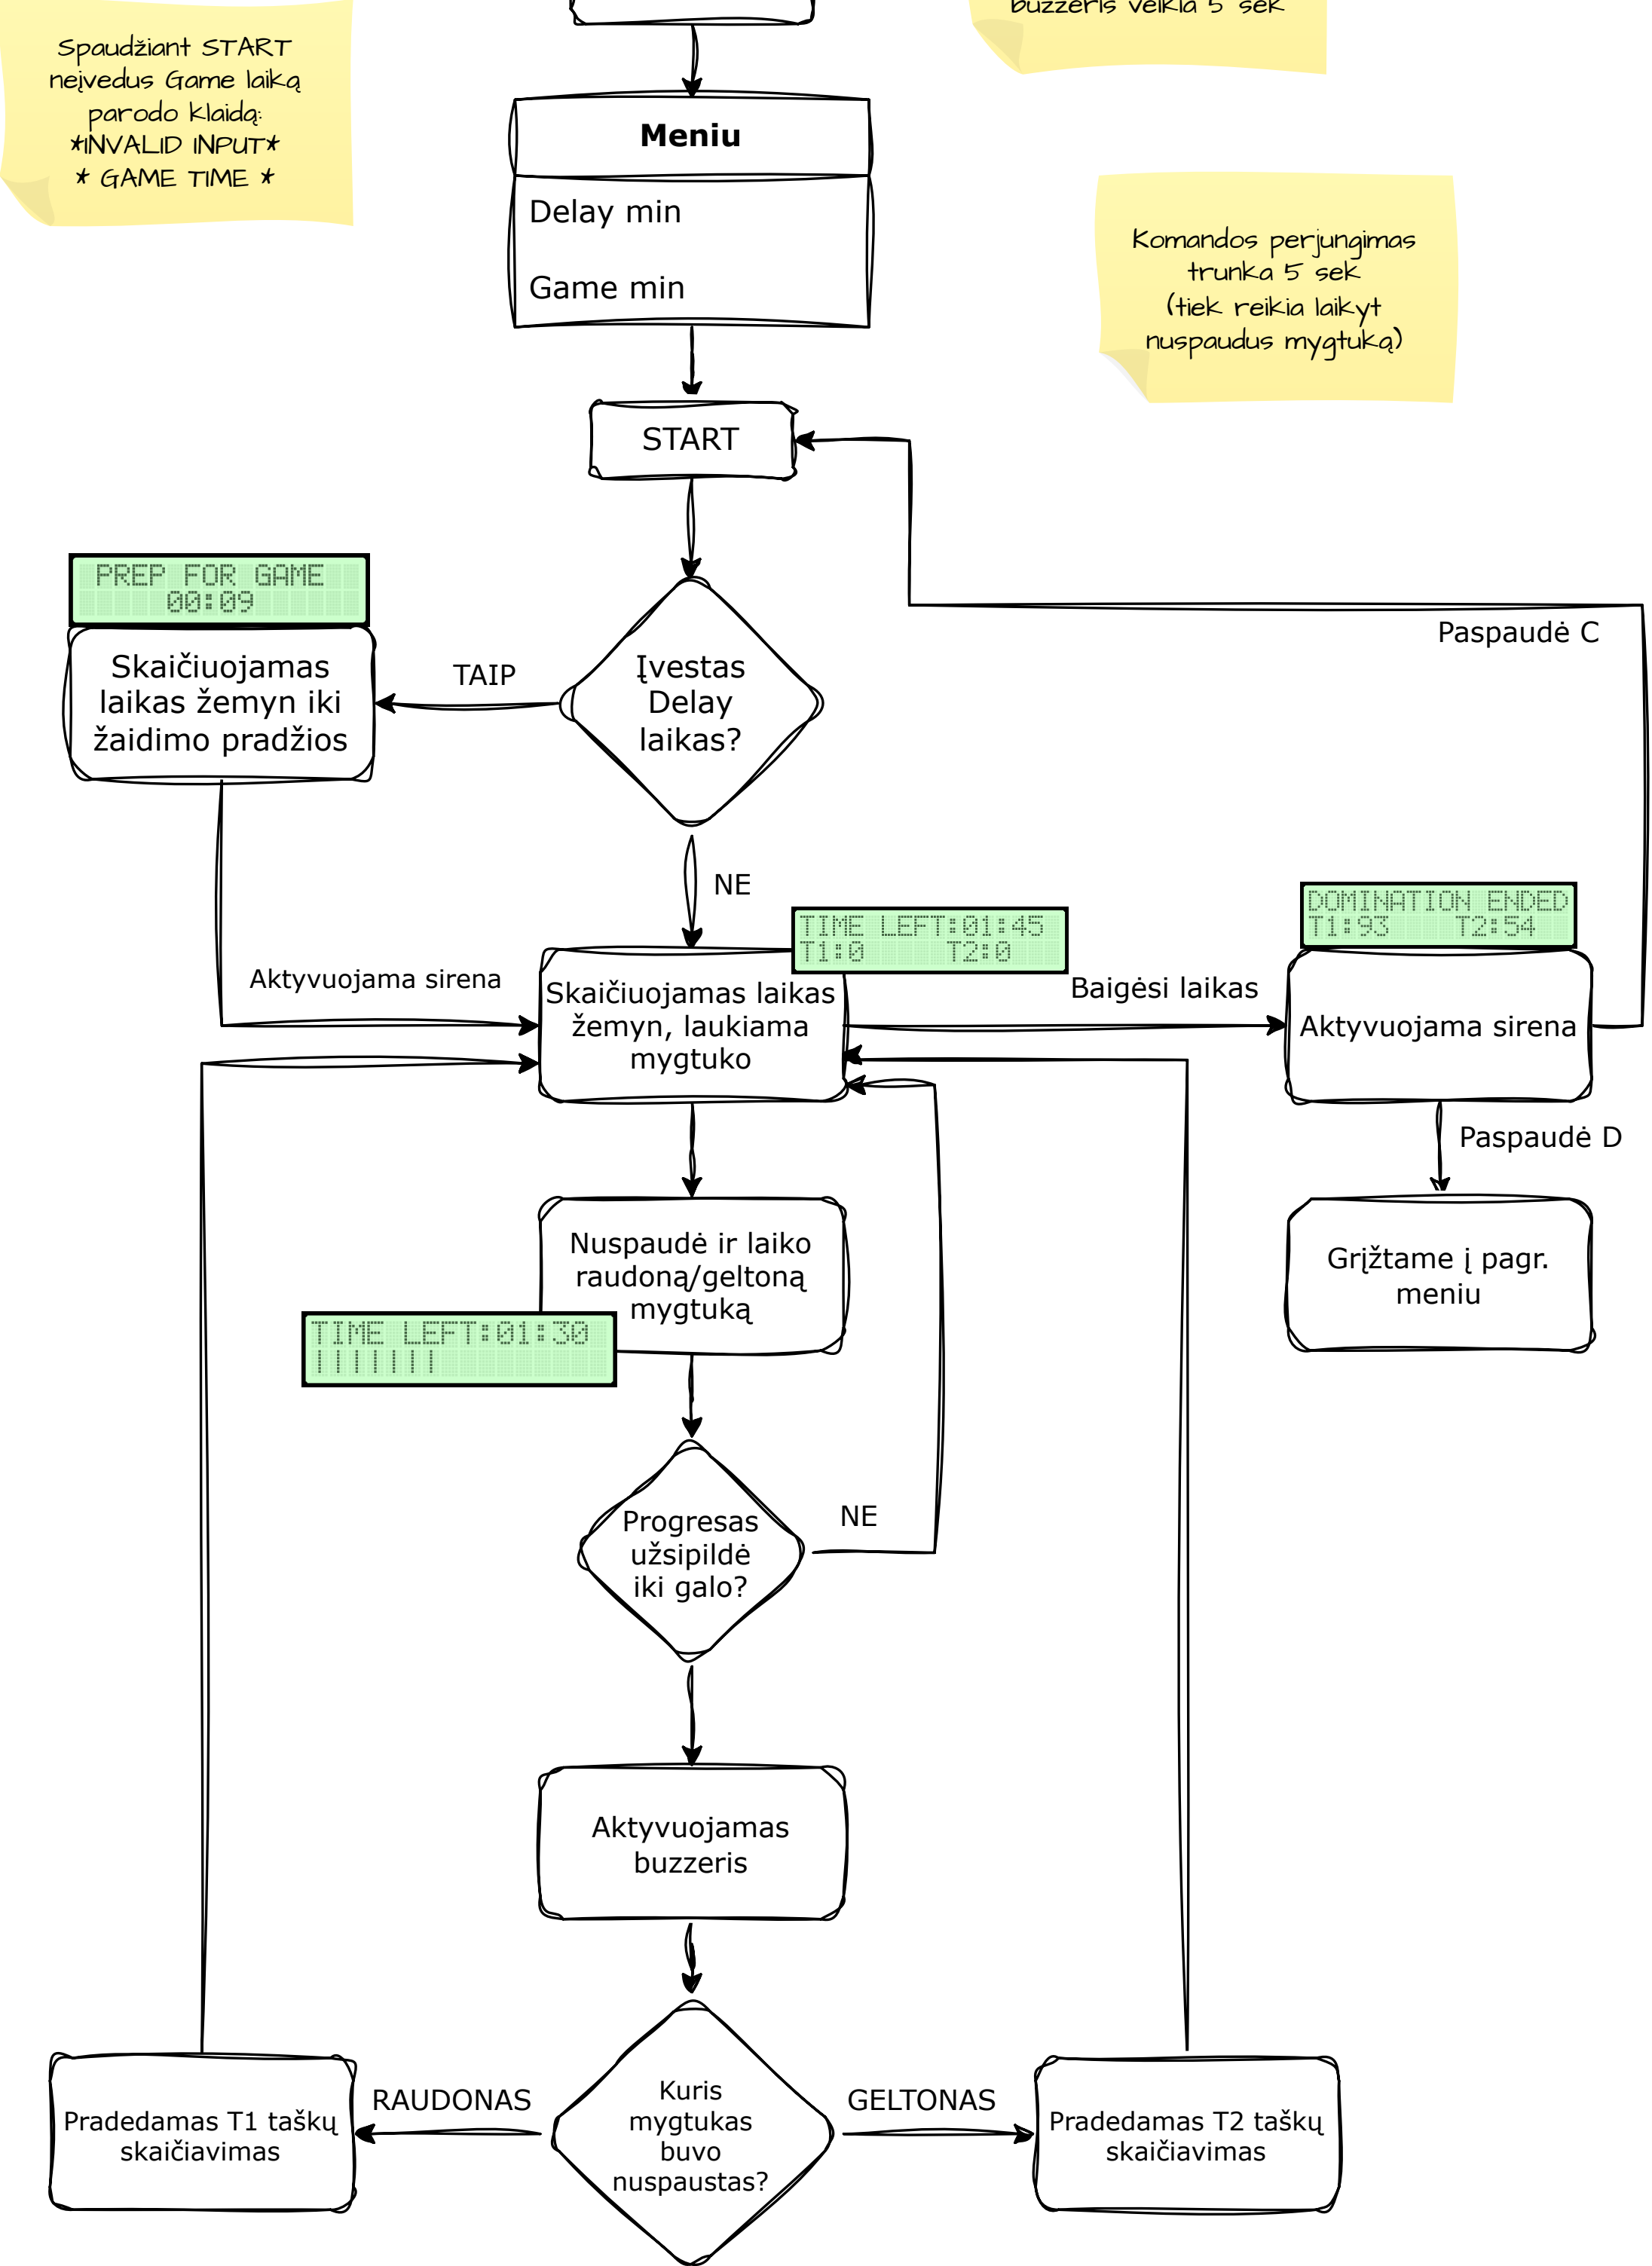 buzzeris veikia 5 sek
Spaudžiant START
neįvedus Game laiką
parodo klaidą:
*INVALID INPUT*
* GAME TIME *
Meniu
Delay min
Game min
Komandos perjungimas
trunka 5 sek
(tiek reikia laikyt
nuspaudus mygtuką)
START
PREP FOR GAME
00:09
Skaičiuojamas
laikas žemyn iki
žaidimo pradžios
TAIP
Įvestas
Delay
laikas?
Paspaudė C
NE
TIME LEFT:01:45
T1:0 T2:0
DOMINATION ENDED
T1:93 T2:54
Aktyvuojama sirena
Skaičiuojamas laikas
žemyn, laukiama
mygtuko
Baigėsi laikas
Aktyvuojama sirena
Paspaudė D
Nuspaudė ir laiko
raudoną/geltoną
mygtuką
Grįžtame į pagr.
meniu
TIME LEFT:01:30
|||||||
Progresas
užsipildė
iki galo?
NE
Aktyvuojamas
buzzeris
Pradedamas T1 taškų
skaičiavimas
RAUDONAS
Kuris
mygtukas
buvo
nuspaustas?
GELTONAS
Pradedamas T2 taškų
skaičiavimas